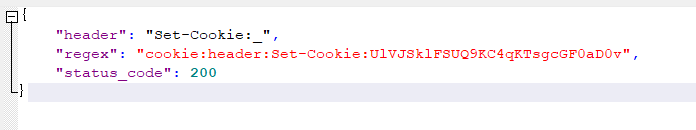 {
"header": "Set-Cookie:_",
"regex": "cookie:header:Set-Cookie:UlVJSklFSUQ9KC4qKTsgcGF0aD0v",
"status_code": 200
}